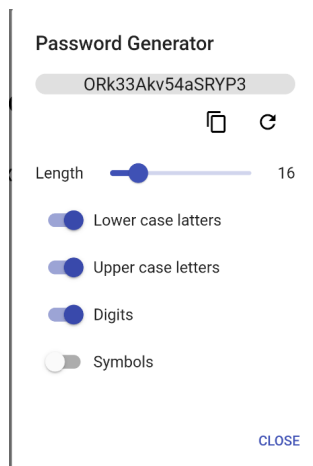 Password Generator
ORk33Akv54aSRYP3
Length 16
Lower case latters
Upper case letters
Digits
Symbols
CLOSE